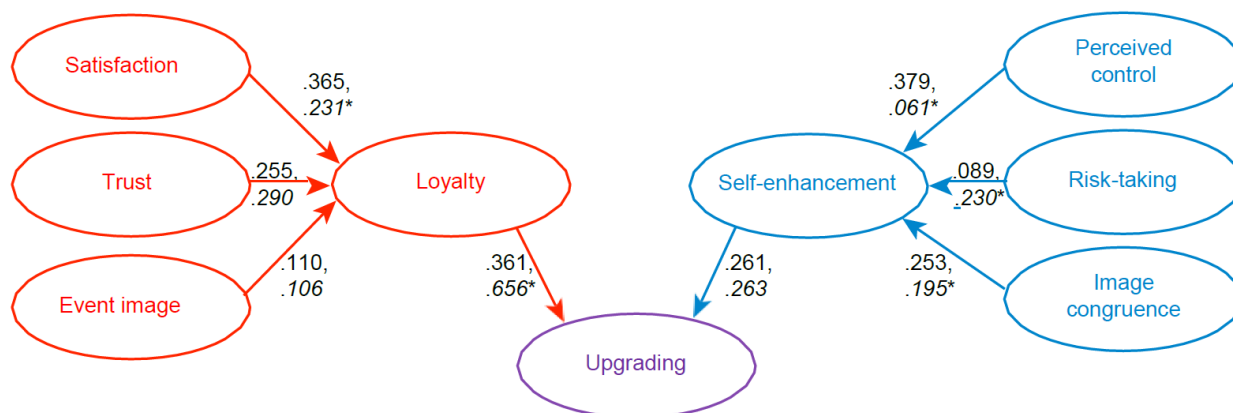 Satisfaction
.365,
.231*
Perceived
control
.379,
.061*
Trust
.255,
.290
Loyalty
Self-enhancement
.089,
.230*
Risk-taking
Event image
.110,
.106
.361,
.656*
.261,
.263
.253,
.195*
Image
congruence
Upgrading